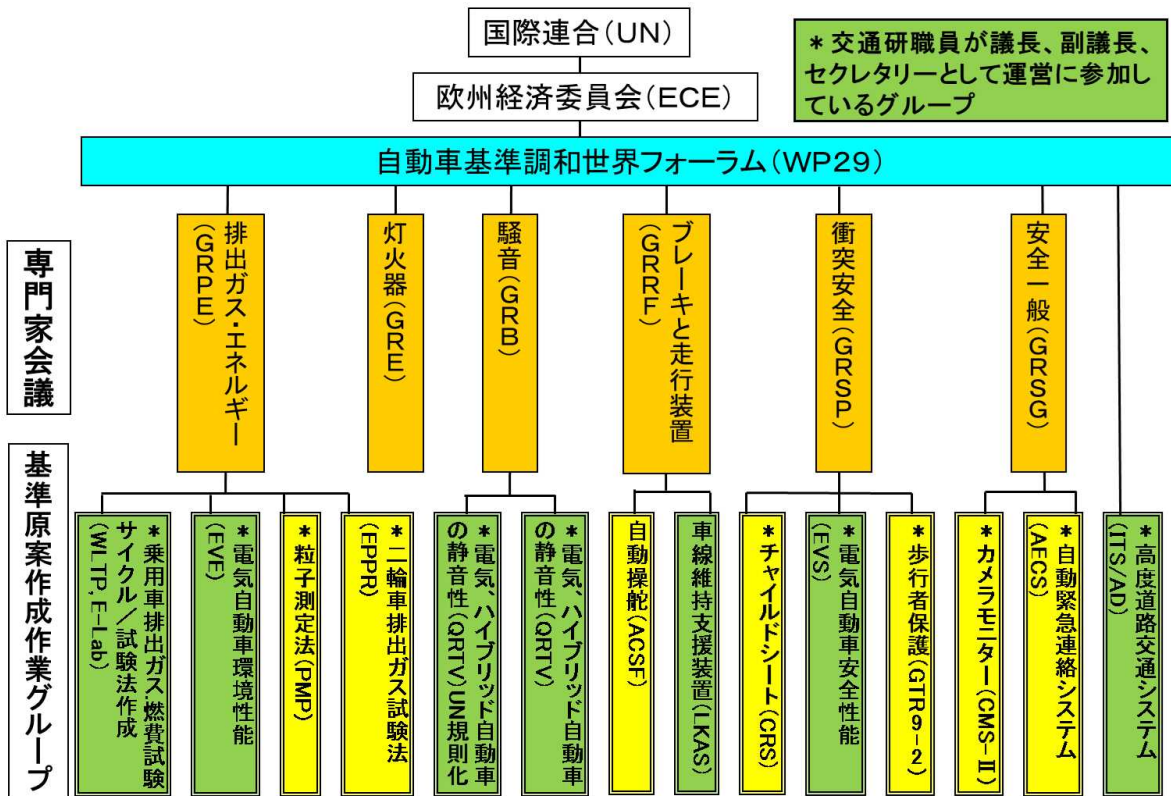 国際連合(UN)
欧州経済委員会(ECE)
*交通研職員が議長、副議長、
セクレタリーとして運営に参加し
ているグループ
自動車基準調和世界フォーラム(WP29)
専門家会議
排出ガス・エネルギー
(GRPE)
灯火器(GRE)
騒音(GRB)
ブレーキと走行装置
(GRRF)
衝突安全(GRSP)
安全一般(GRSG)
基準原案作成作業グループ
*乗用車排出ガス・燃費試験
サイクル/試験法作成
(WLTP,E-Lab)
*電気自動車環境性能
(EVE)
*粒子測定法(PMP)
*二輪車排出ガス試験法
(EPPR)
*電気、ハイブリッド自動車
の静音性(QRTV)UN規則化
*電気、ハイブリッド自動車
の静音性(QRTV)
自動操舵(ACSF)
車線維持支援装置(LKAS)
*チャイルドシート(CRS)
*電気自動車安全性能
(EVS)
*歩行者保護(GTR9-2)
*カメラモニター(CMS-Ⅱ)
*自動緊急連絡システム
(AECS)
*高度道路交通システム
(ITS/AD)